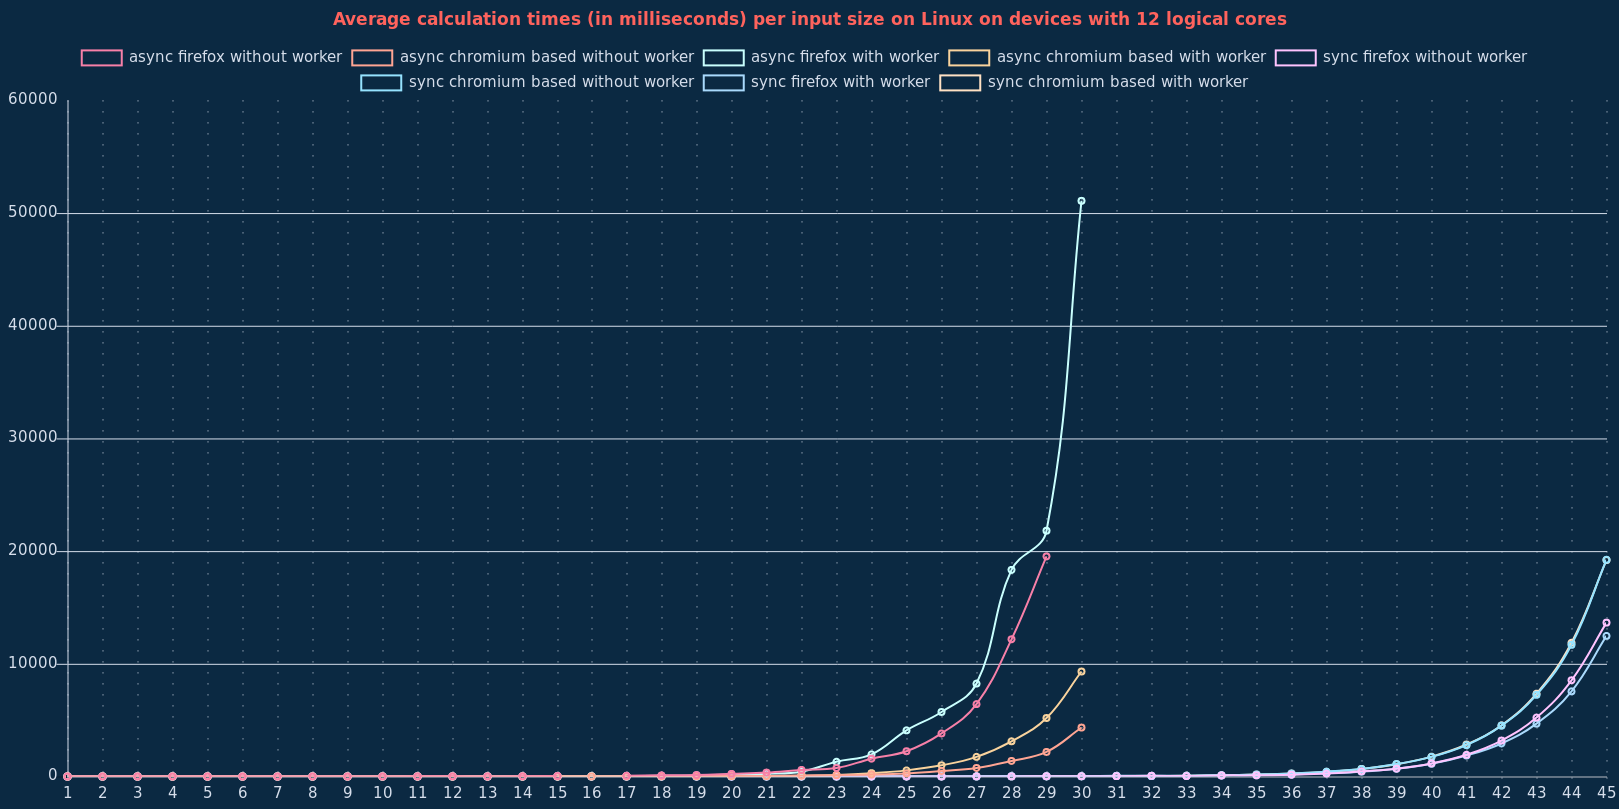 Average calculation times (in milliseconds) per input size on Linux on devices with 12 logical cores
async firefox without worker async chromium based without worker async firefox with worker async chromium based with worker sync firefox without worker
sync chromium based without worker sync firefox with worker sync chromium based with worker
60000
50000
40000
30000
20000
10000
0
1 2 3 4 5 6 7 8 9 10 11 12 13 14 15 16 17 18 19 20 21 22 23 24 25 26 27 28 29 30 31 32 33 34 35 36 37 38 39 40 41 42 43 44 45